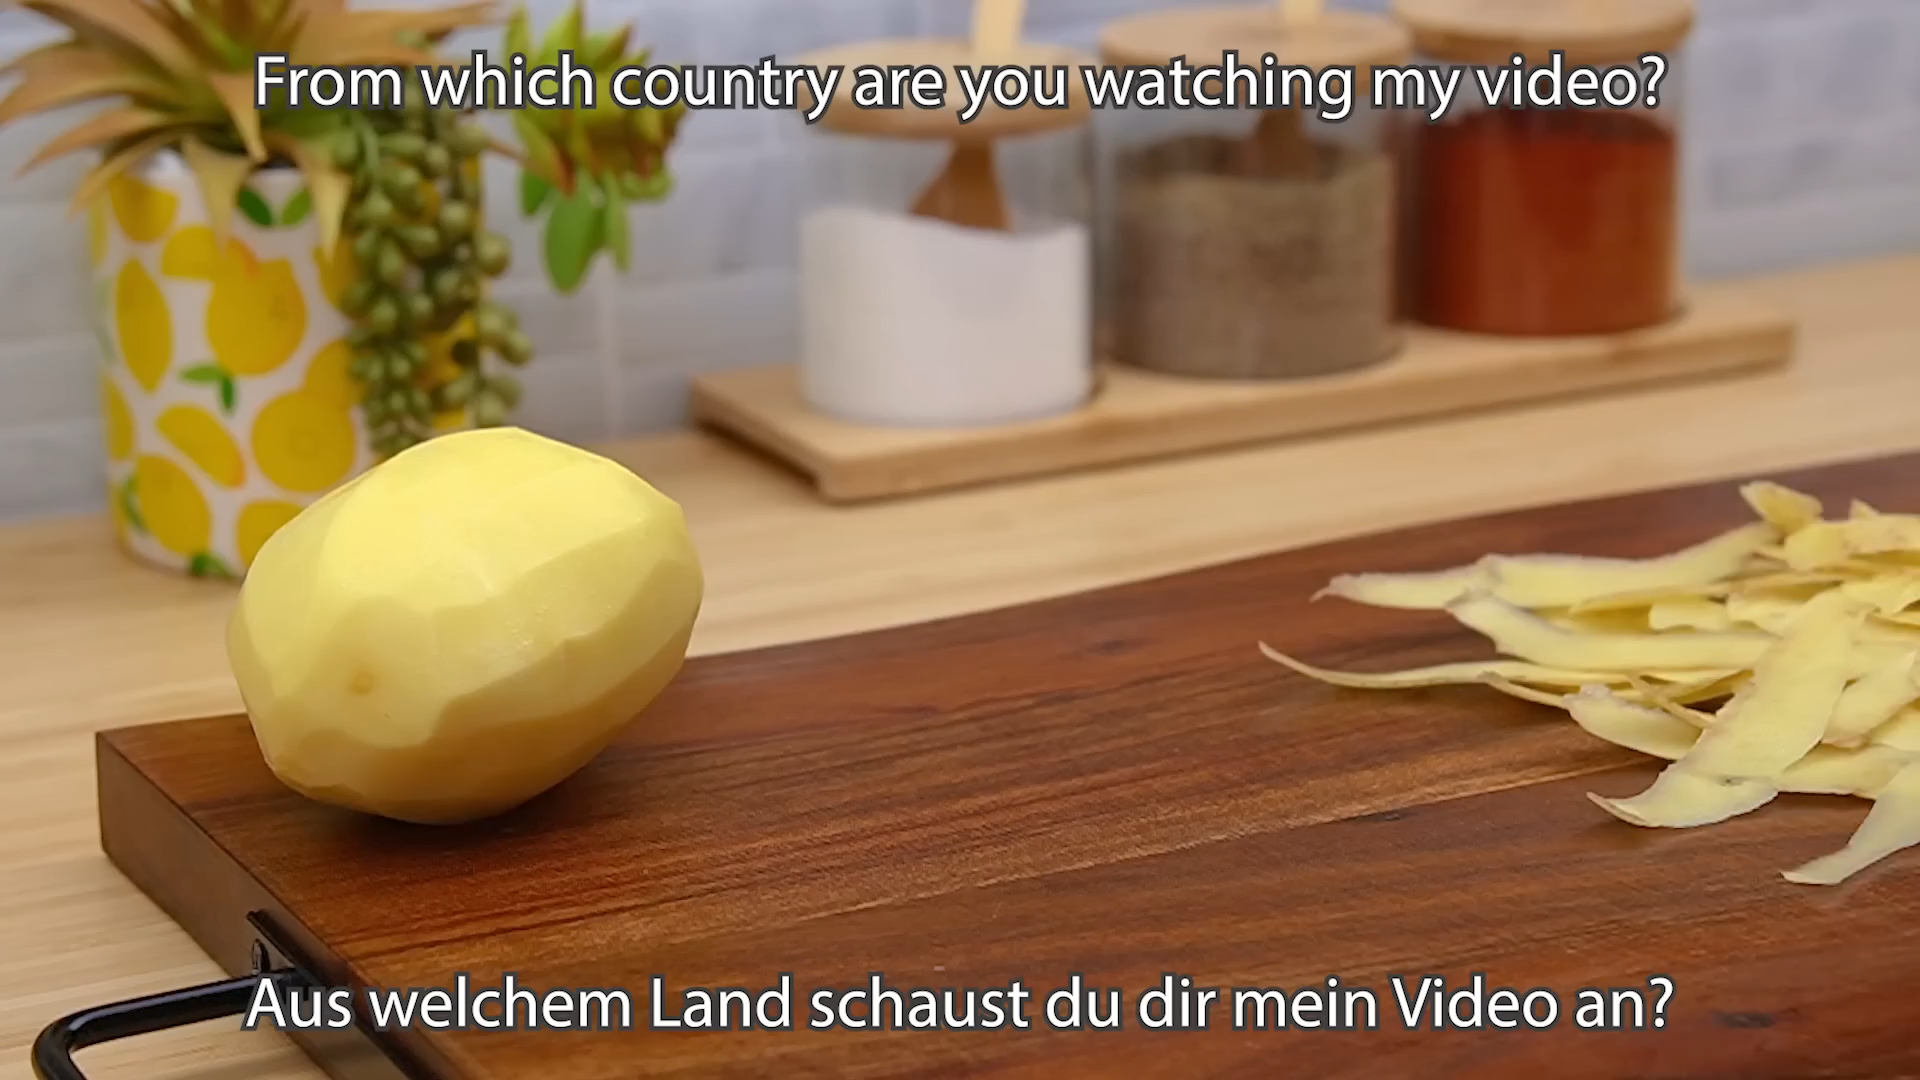 From which country are you watching my video?
Aus welchem Land schaust du dir mein Video an?